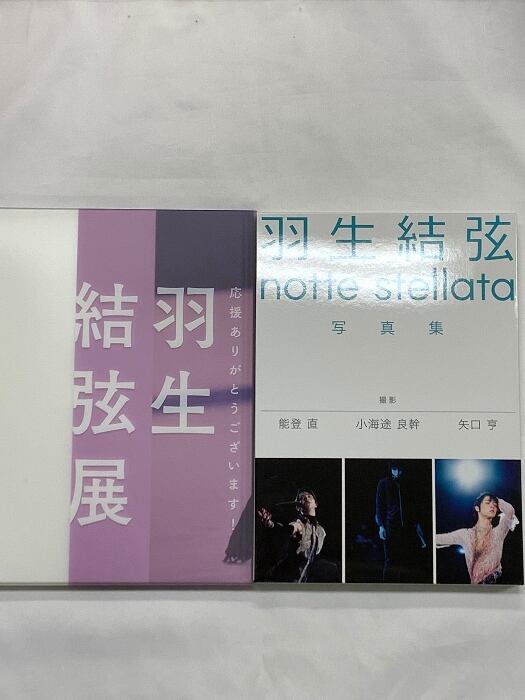 羽生
結弦展
応援ありがとうございます!
羽生結弦
notte stellata
写真集
撮影
能登 直 小海途 良幹 矢口 亨